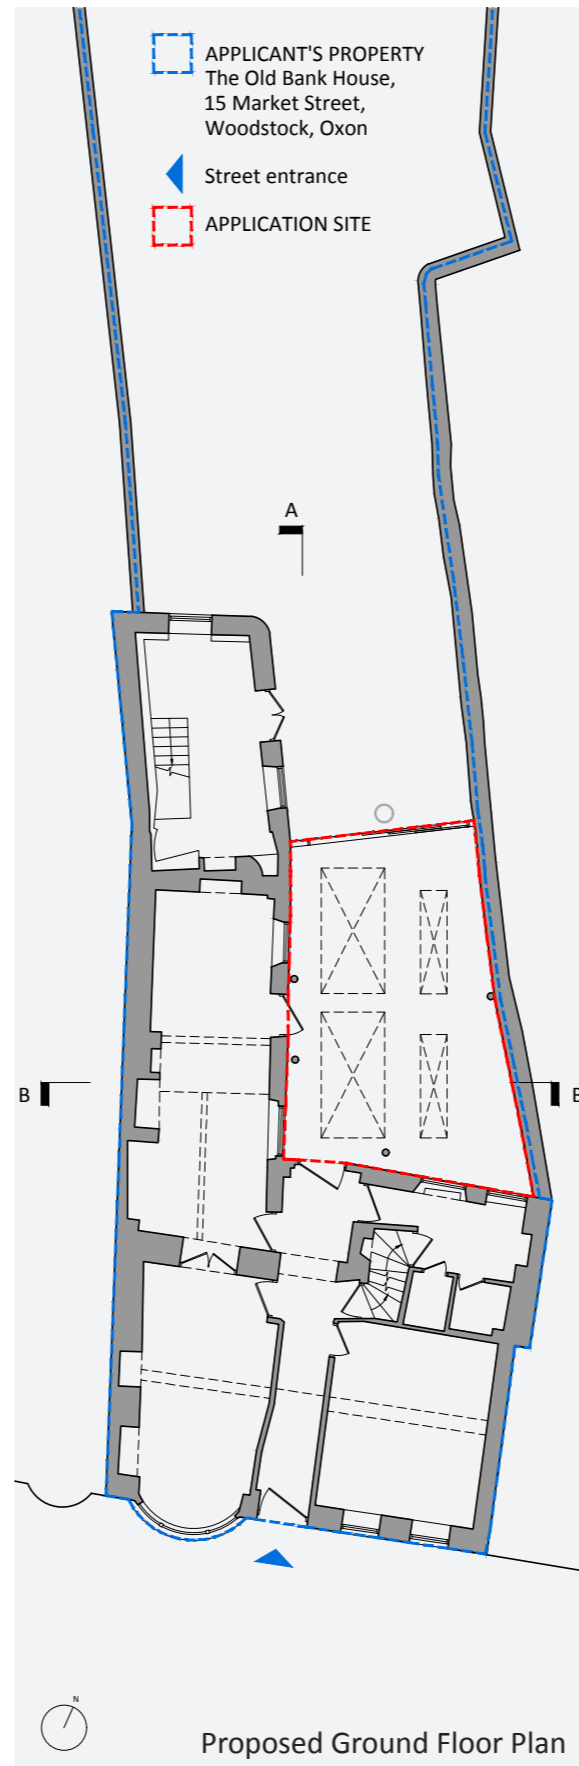 APPLICANT'S PROPERTY
The Old Bank House,
15 Market Street,
Woodstock, Oxon
Street entrance
APPLICATION SITE
A
B
B
N
Proposed Ground Floor Plan